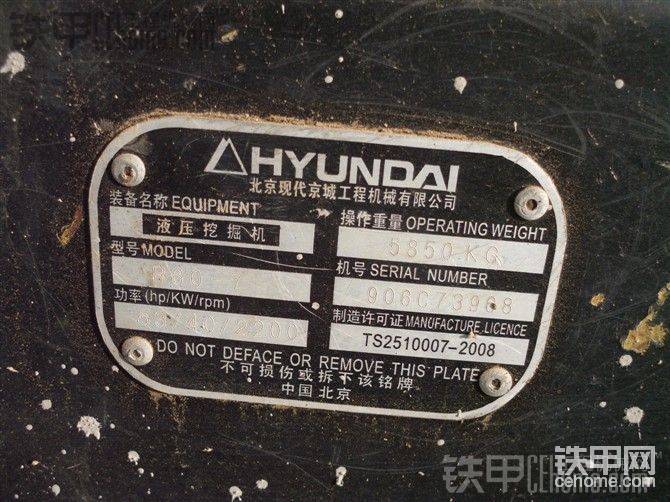 HYUNDAI
北京现代京城工程机械有限公司
装备名称 EQUIPMENT
液压挖掘机
操作重量 OPERATING WEIGHT
5850 KG
型号 MODEL
机号 SERIAL NUMBER
906C73968
功率(hp/KW/rpm)
制造许可证 MANUFACTURE.LICENCE
TS2510007-2008
DO NOT DEFACE OR REMOVE THIS PLATE
不可损伤或拆下该铭牌
中国北京
铁甲网
cehome.com